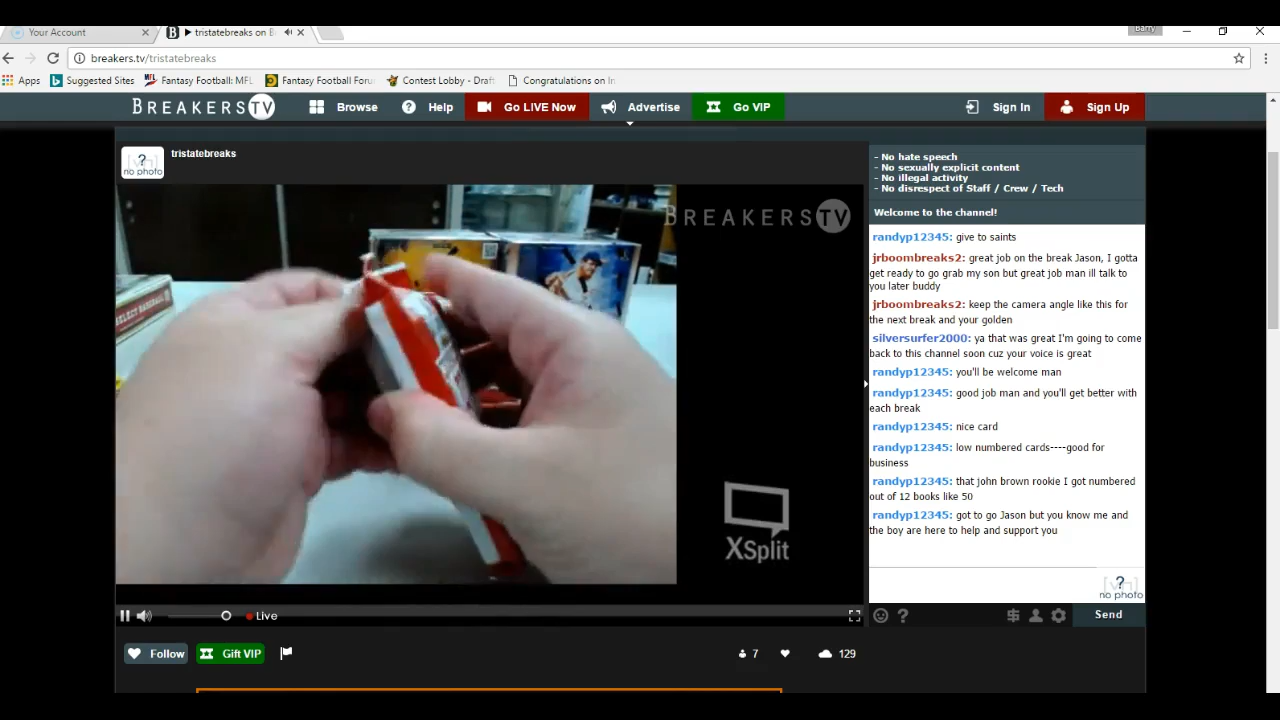 Your Account
tristatebreaks on B
Barry
breakers.tv/tristatebreaks
Apps
Suggested Sites
Fantasy Football: MFL
Fantasy Football Foru
Contest Lobby - Draft
Congratulations on In
BREAKERS TV
Browse
Help
Go LIVE Now
Advertise
Go VIP
Sign In
Sign Up
? no photo
tristatebreaks
BREAKERS TV
SELECT BASEBALL
XSplit
Live
Follow
Gift VIP
7
129
- No hate speech
- No sexually explicit content
- No illegal activity
- No disrespect of Staff / Crew / Tech
Welcome to the channel!
randyp12345: give to saints
jrboombreaks2: great job on the break Jason, I gotta
get ready to go grab my son but great job man ill talk to
you later buddy
jrboombreaks2: keep the camera angle like this for
the next break and your golden
silversurfer2000: ya that was great I'm going to come
back to this channel soon cuz your voice is great
randyp12345: you'll be welcome man
randyp12345: good job man and you'll get better with
each break
randyp12345: nice card
randyp12345: low numbered cards----good for
business
randyp12345: that john brown rookie I got numbered
out of 12 books like 50
randyp12345: got to go Jason but you know me and
the boy are here to help and support you
? no photo
Send